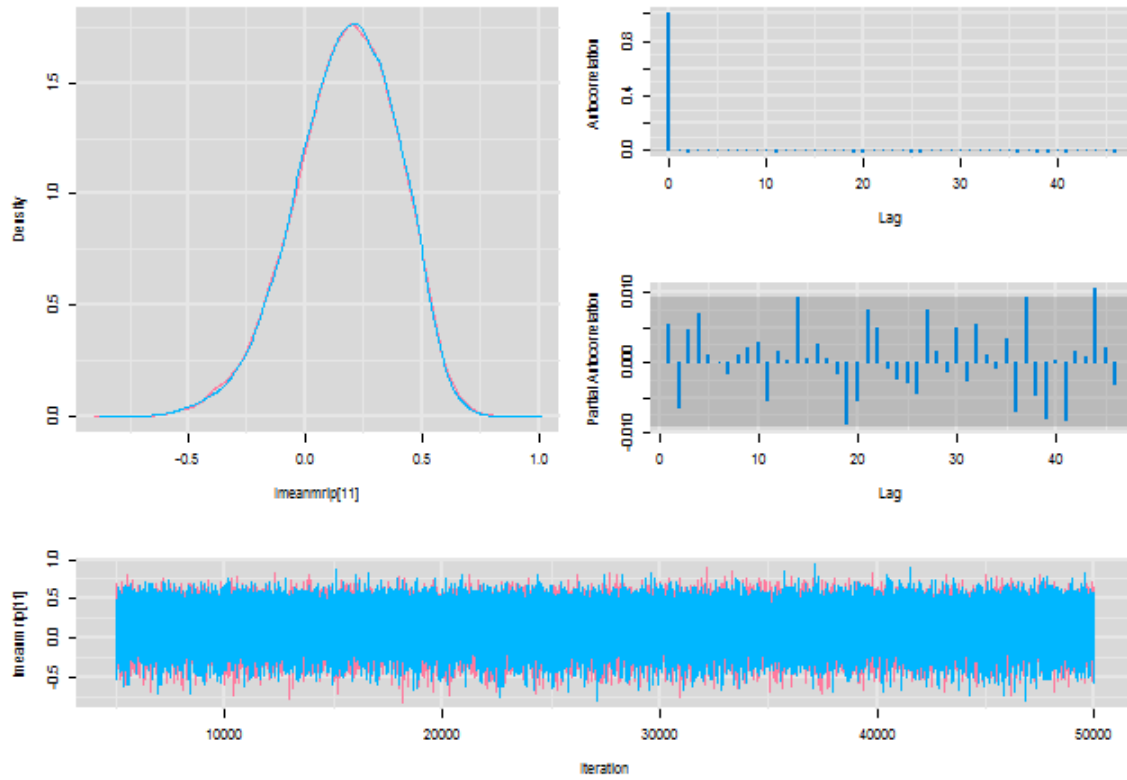 Density
0.0
0.5
1.0
1.5
-0.5 0.0 0.5 1.0
lmeanmrip[11]
Autocorrelation
0.0 0.4 0.8
0 10 20 30 40
Lag
Partial Autocorrelation
-0.010 0.000 0.010
0 10 20 30 40
Lag
lmeanmrip[11]
-0.5 0.0 0.5 1.0
10000 20000 30000 40000 50000
Iteration